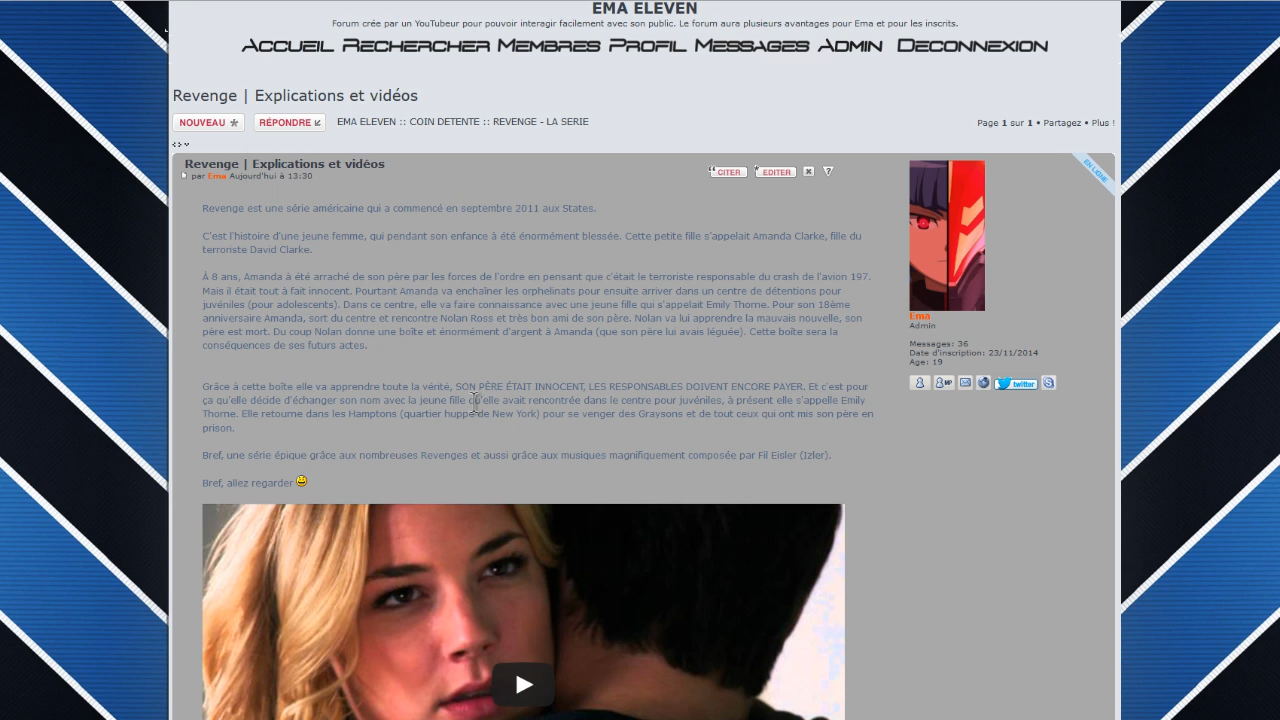 EMA ELEVEN
Forum crée par un YouTubeur pour pouvoir interagir facilement avec son public. Le forum aura plusieurs avantages pour Ema et pour les inscrits.
Accueil Rechercher Membres Profil Messages Admin Deconnexion
Revenge | Explications et vidéos
NOUVEAU RÉPONDRE EMA ELEVEN :: COIN DETENTE :: REVENGE - LA SERIE Page 1 sur 1 • Partagez • Plus !
Revenge | Explications et vidéos
par Ema Aujourd'hui à 13:30
CITER EDITER
EN LIGNE
Revenge est une série américaine qui a commencé en septembre 2011 aux States.
C'est l'histoire d'une jeune femme, qui pendant son enfance à été énormément blessée. Cette petite fille s'appelait Amanda Clarke, fille du
terroriste David Clarke.
À 8 ans, Amanda à été arraché de son père par les forces de l'ordre en pensant que c'était le terroriste responsable du crash de l'avion 197.
Mais il était tout à fait innocent. Pourtant Amanda va enchaîner les orphelinats pour ensuite arriver dans un centre de détentions pour
juvéniles (pour adolescents). Dans ce centre, elle va faire connaissance avec une jeune fille qui s'appelait Emily Thorne. Pour son 18ème
anniversaire Amanda, sort du centre et rencontre Nolan Ross et très bon ami de son père. Nolan va lui apprendre la mauvais nouvelle, son
père est mort. Du coup Nolan donne une boîte et énormément d'argent à Amanda (que son père lui avais léguée). Cette boîte sera la
conséquences de ses futurs actes.
Grâce à cette boîte elle va apprendre toute la vérité, SON PÈRE ÉTAIT INNOCENT, LES RESPONSABLES DOIVENT ENCORE PAYER. Et c'est pour
ça qu'elle décide d'échanger son nom avec la jeune fille qu'elle avait rencontrée dans le centre pour juvéniles, à présent elle s'appelle Emily
Thorne. Elle retourne dans les Hamptons (quartier huppé de New York) pour se venger des Graysons et de tout ceux qui ont mis son père en
prison.
Bref, une série épique grâce aux nombreuses Revenges et aussi grâce aux musiques magnifiquement composée par Fil Eisler (Izler).
Bref, allez regarder
Ema
Admin
Messages: 36
Date d'inscription: 23/11/2014
Age: 19
MP twitter